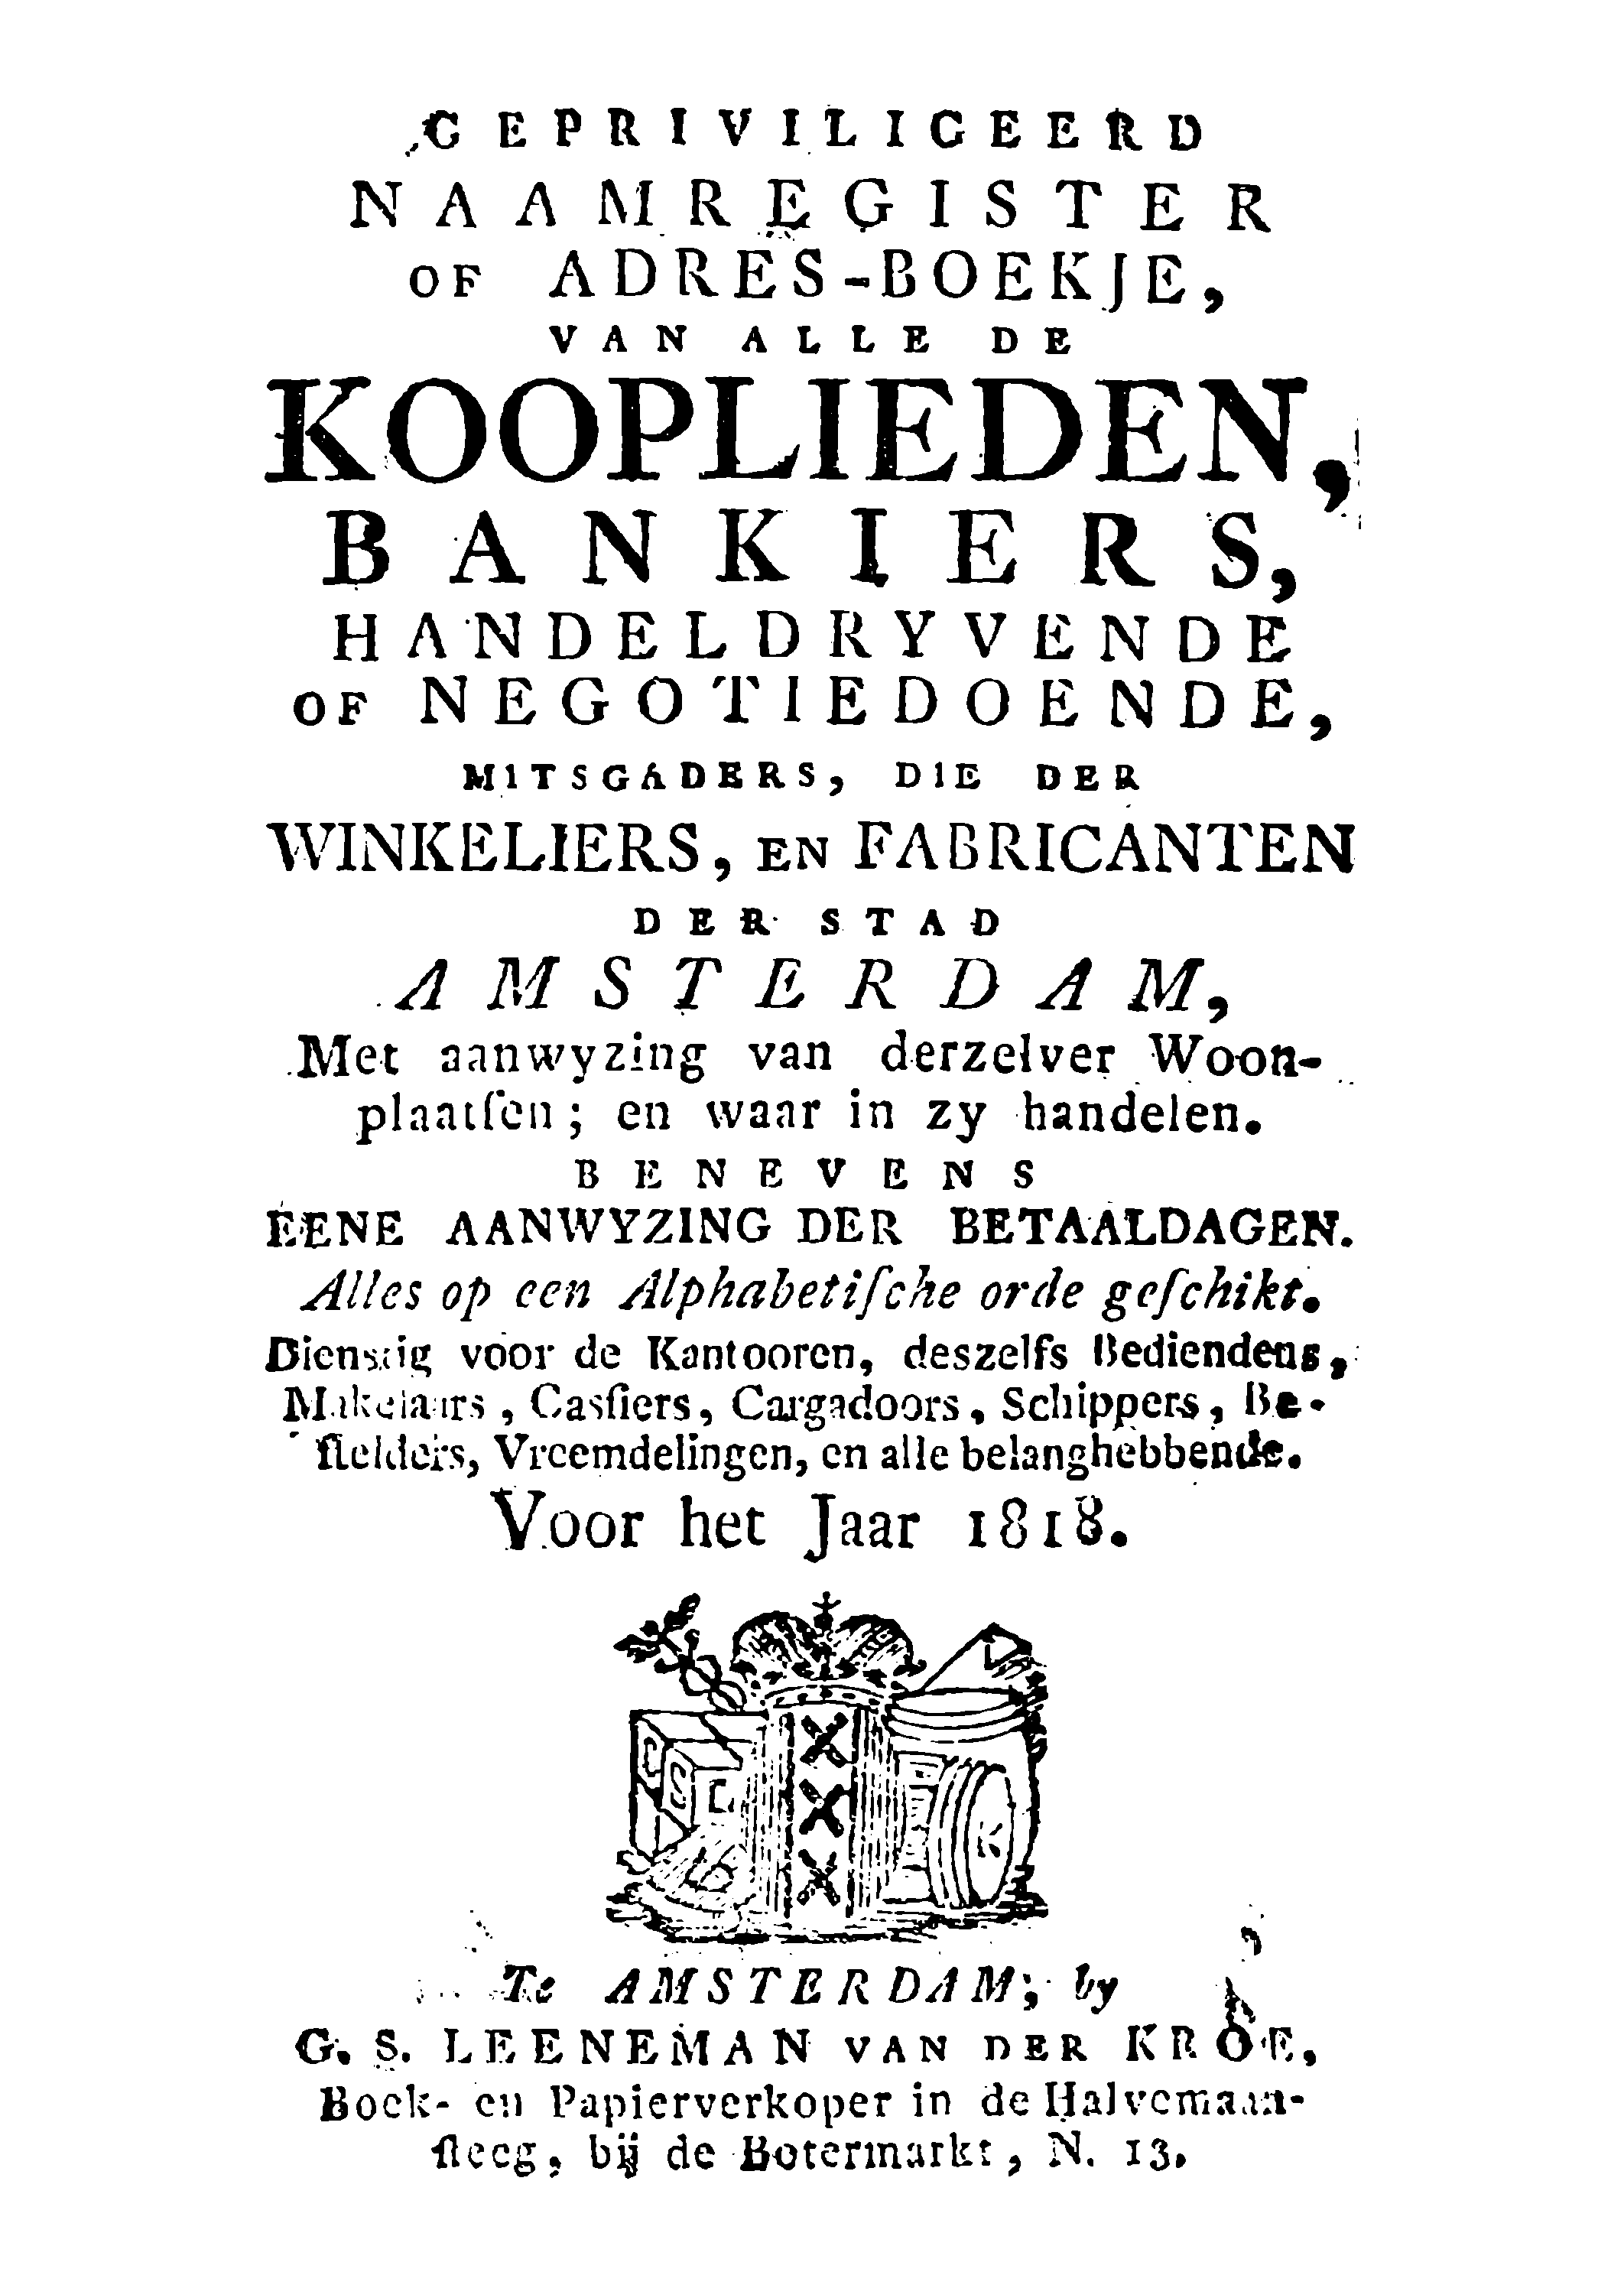 GEPRIVILIGEERD
NAAMREGISTER
OF ADRES-BOEKJE,
VAN ALLE DE
KOOPLIEDEN,
BANKIERS,
HANDELDRYVENDE
OF NEGOTIEDOENDE,
MITSGADERS, DIE DER
WINKELIERS, EN FABRICANTEN
DER STAD
AMSTERDAM,
Met aanwyzing van derzelver Woon-
plaatſen; en waar in zy handelen.
BENEVENS
EENE AANWYZING DER BETAALDAGEN.
Alles op een Alphabetiſche orde geſchikt.
Dienstig voor de Kantooren, deszelfs Bediendens,
Makelaars, Casſiers, Cargadoors, Schippers, Be-
ſtelders, Vreemdelingen, en alle belanghebbende.
Voor het Jaar 1818.
C
S
C
K
Te AMSTERDAM; by
G. S. LEENEMAN VAN DER KROE,
Boek- en Papierverkoper in de Halvemaan-
ſteeg, bij de Botermarkt, N. 13.